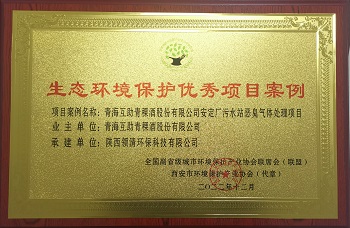 生态环境保护优秀项目案例
项目案例名称：青海互助青稞酒股份有限公司安定厂污水站恶臭气体处理项目
业主单位：青海互助青稞酒股份有限公司
承建单位：陕西领清环保科技有限公司
全国副省级城市环境保护产业协会联席会（联盟）
西安市环境保护产业协会（代章）
二〇二二年十二月